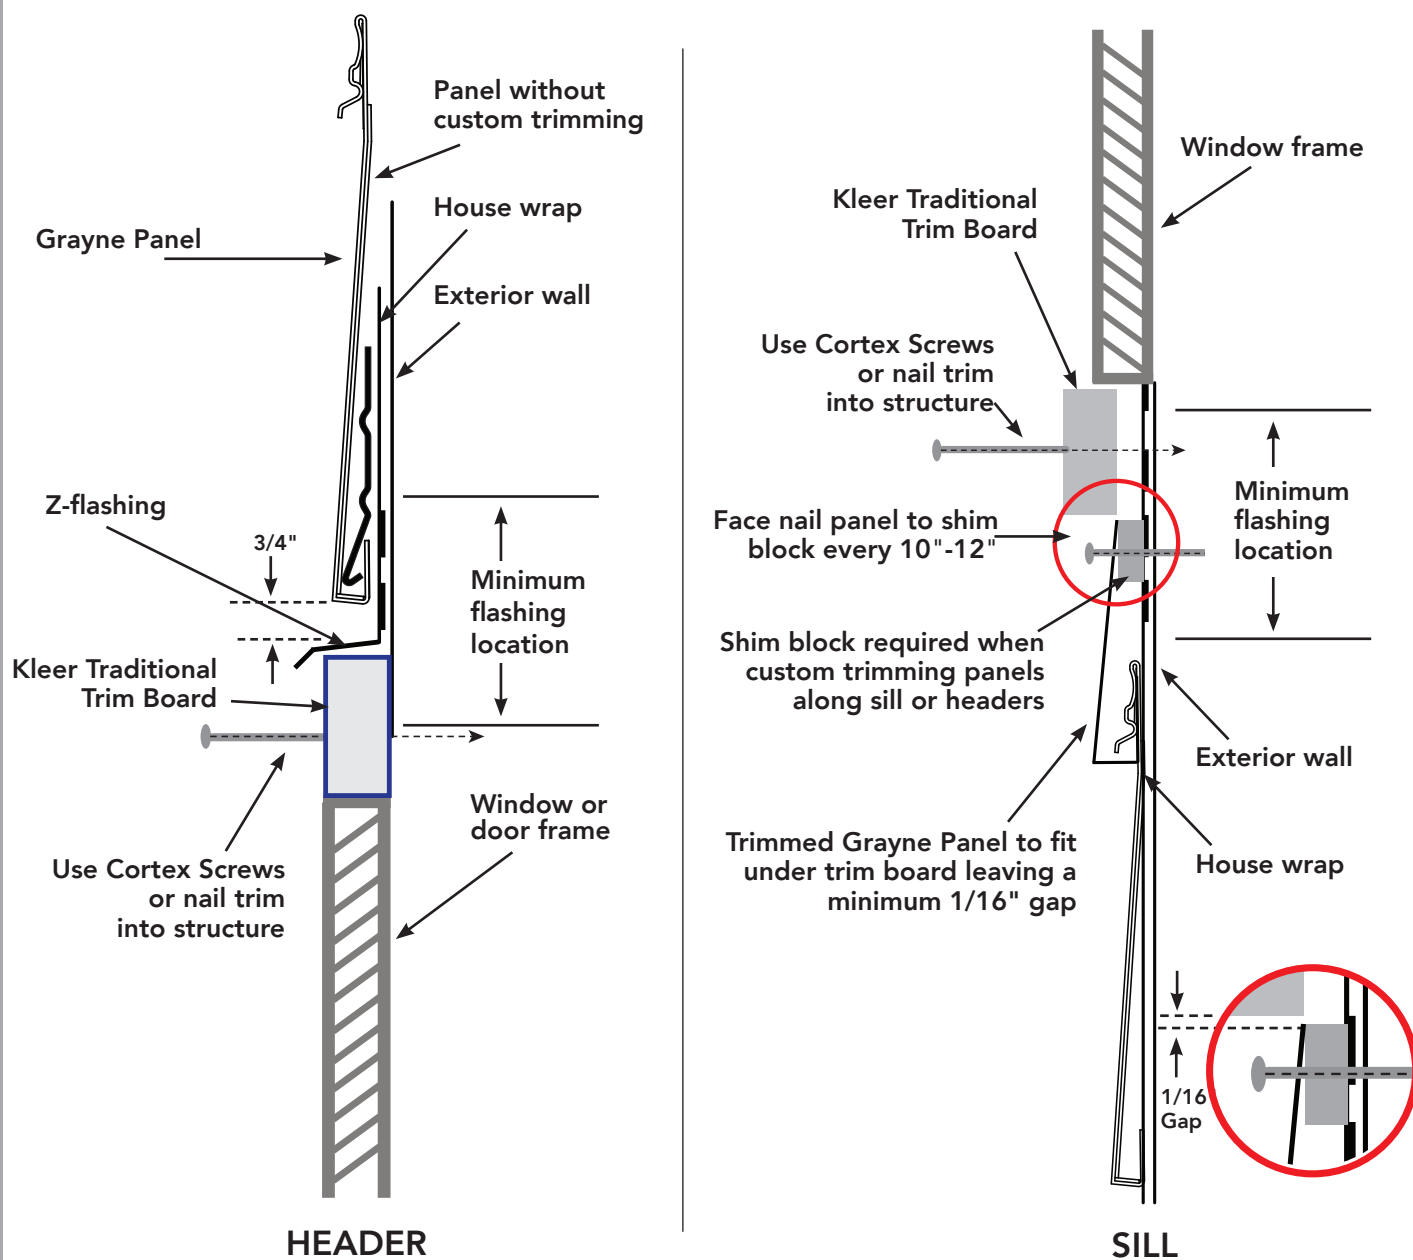 Panel without
custom trimming
House wrap
Grayne Panel
Exterior wall
Z-flashing
3/4"
Minimum
flashing
location
Kleer Traditional
Trim Board
Use Cortex Screws
or nail trim
into structure
Window or
door frame
HEADER
Window frame
Kleer Traditional
Trim Board
Use Cortex Screws
or nail trim
into structure
Minimum
flashing
location
Face nail panel to shim
block every 10"-12"
Shim block required when
custom trimming panels
along sill or headers
Exterior wall
Trimmed Grayne Panel to fit
under trim board leaving a
minimum 1/16" gap
House wrap
1/16
Gap
SILL